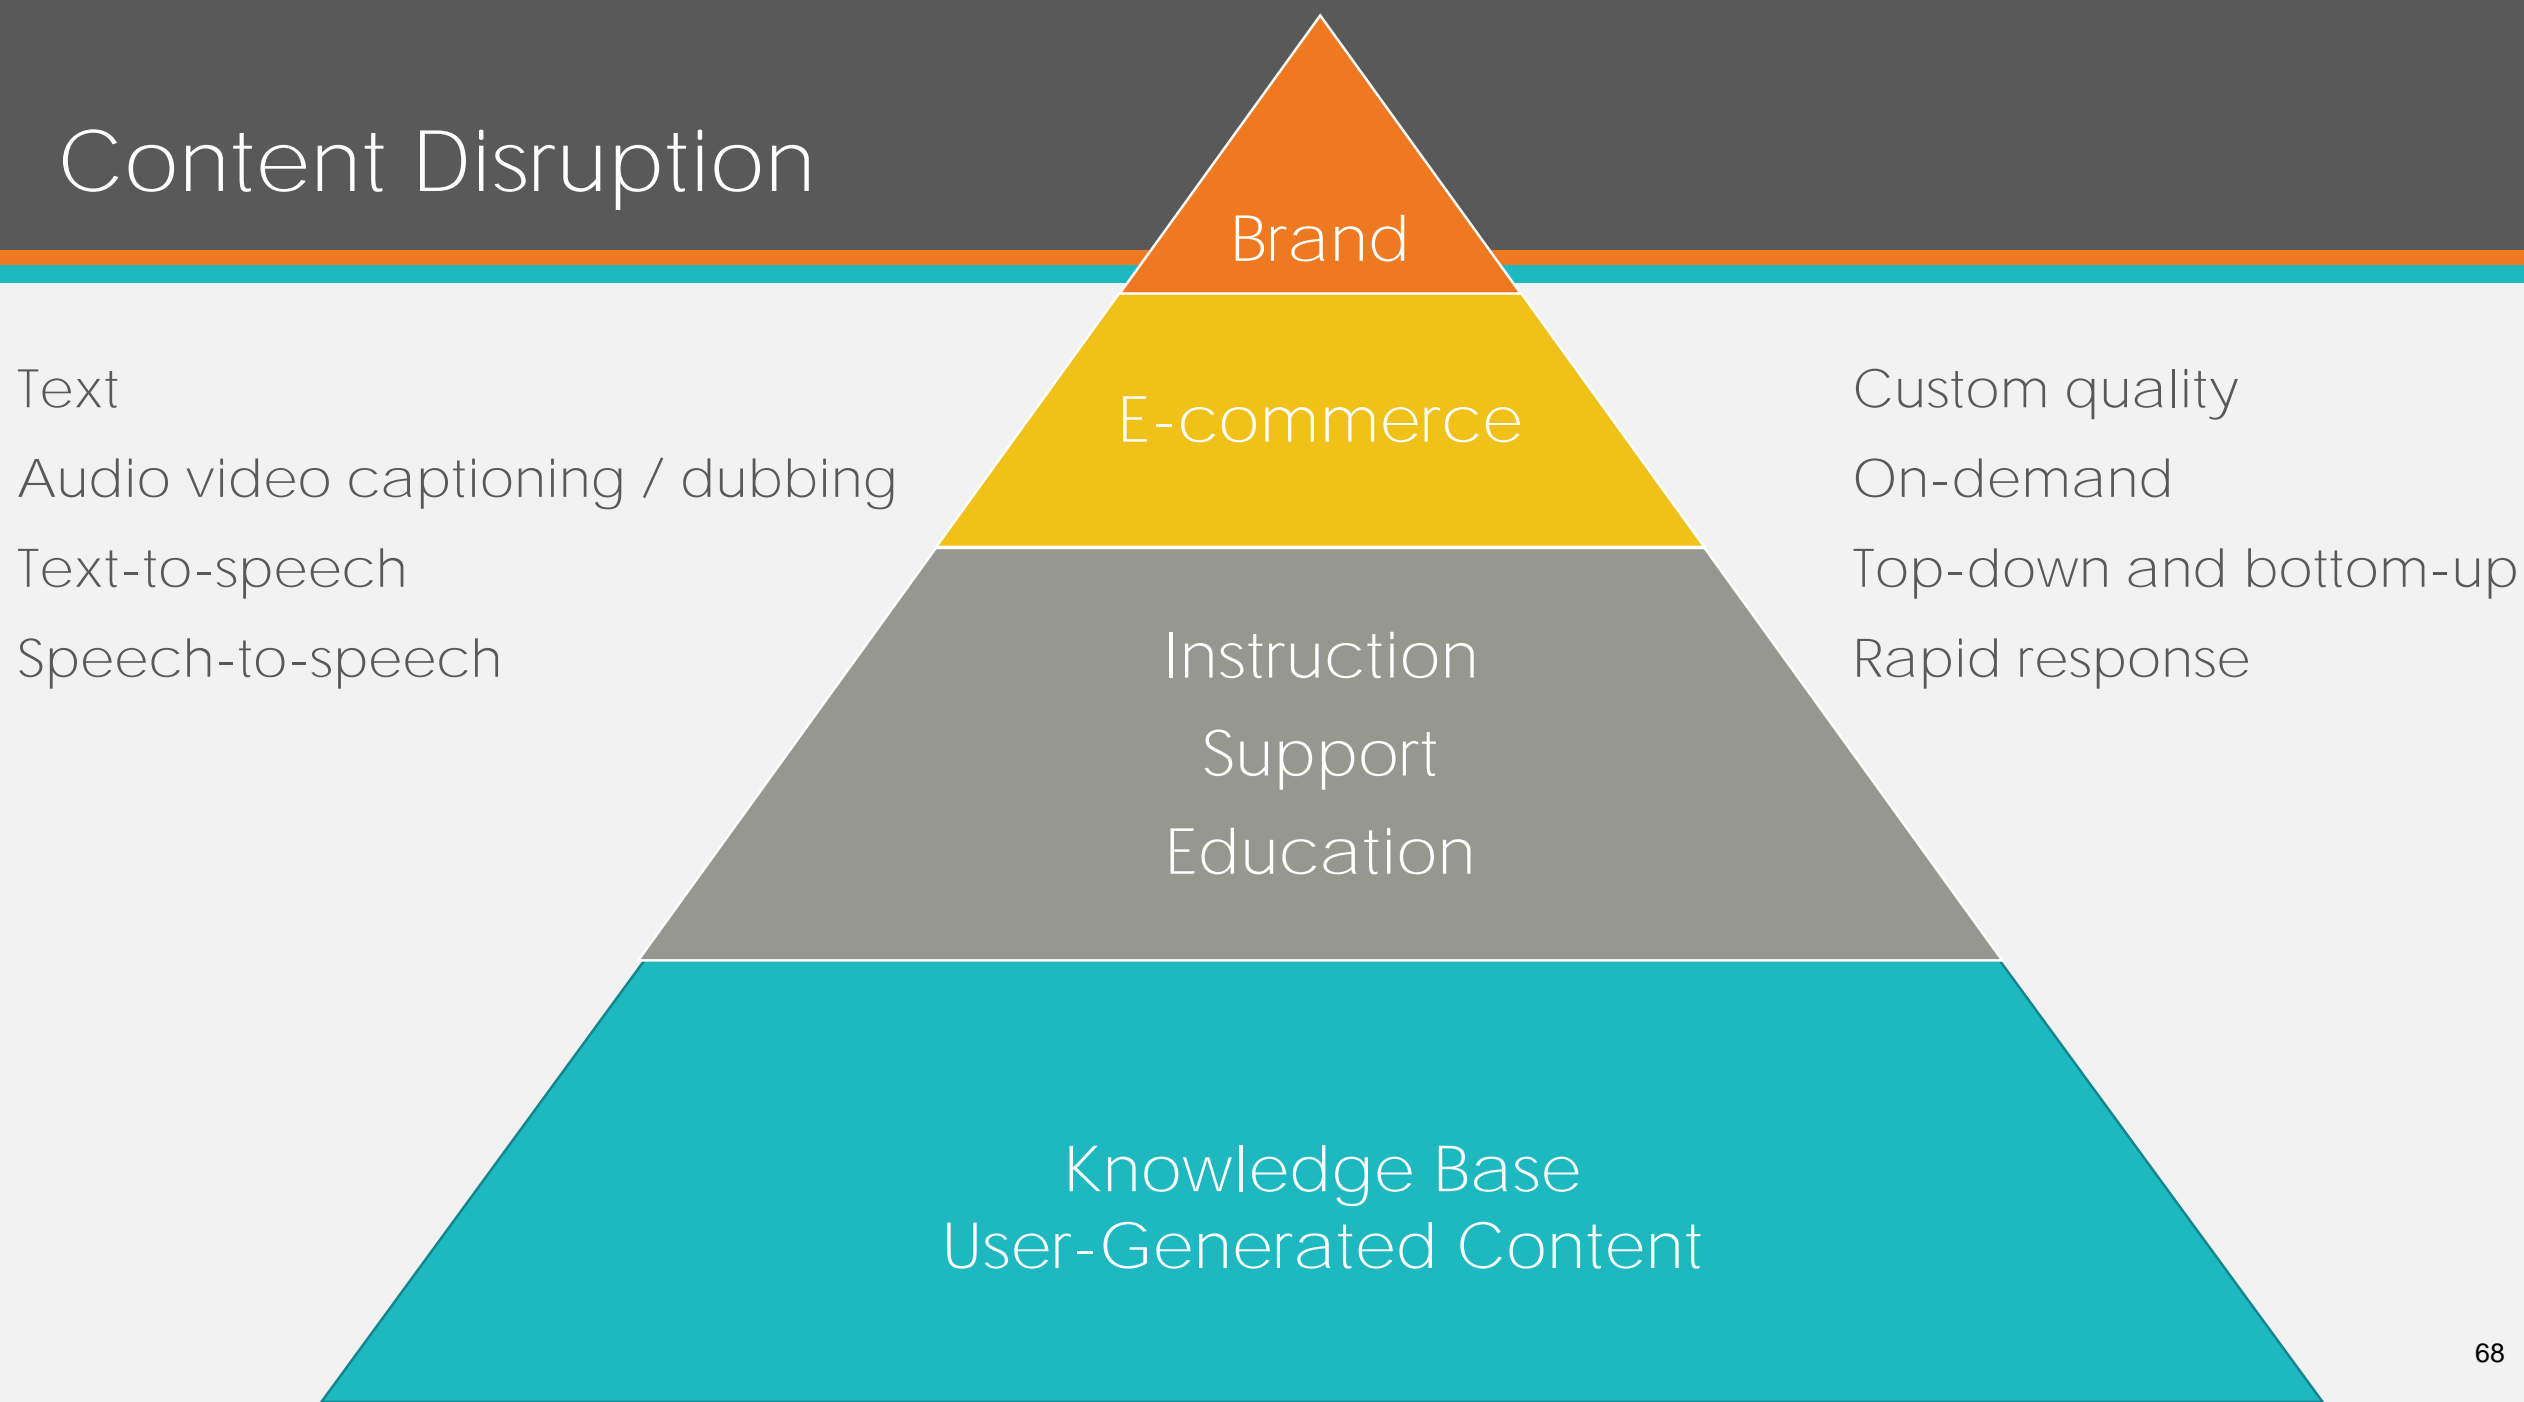 Content Disruption
Brand
E-commerce
Instruction
Support
Education
Knowledge Base
User-Generated Content
Text
Audio video captioning / dubbing
Text-to-speech
Speech-to-speech
Custom quality
On-demand
Top-down and bottom-up
Rapid response
68